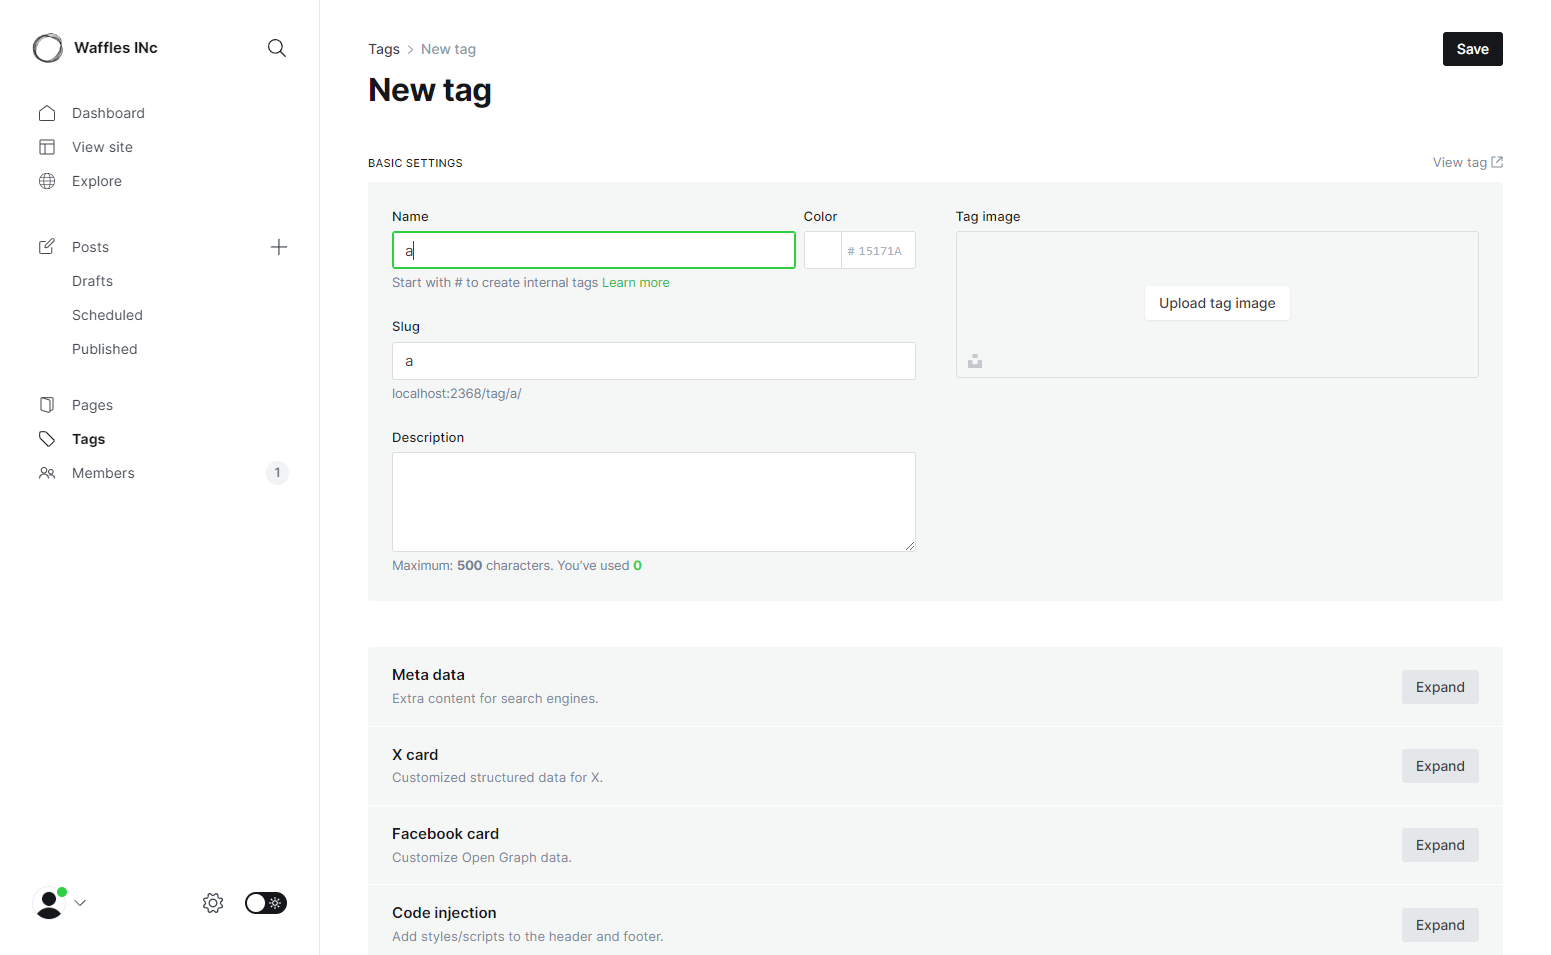 Waffles INc
Dashboard
View site
Explore
Posts
Drafts
Scheduled
Published
Pages
Tags
Members 1
Tags > New tag
Save
New tag
BASIC SETTINGS
View tag
Name
a
Start with # to create internal tags Learn more
Color
# 15171A
Slug
a
localhost:2368/tag/a/
Description
Maximum: 500 characters. You’ve used 0
Tag image
Upload tag image
Meta data
Extra content for search engines.
Expand
X card
Customized structured data for X.
Expand
Facebook card
Customize Open Graph data.
Expand
Code injection
Add styles/scripts to the header and footer.
Expand